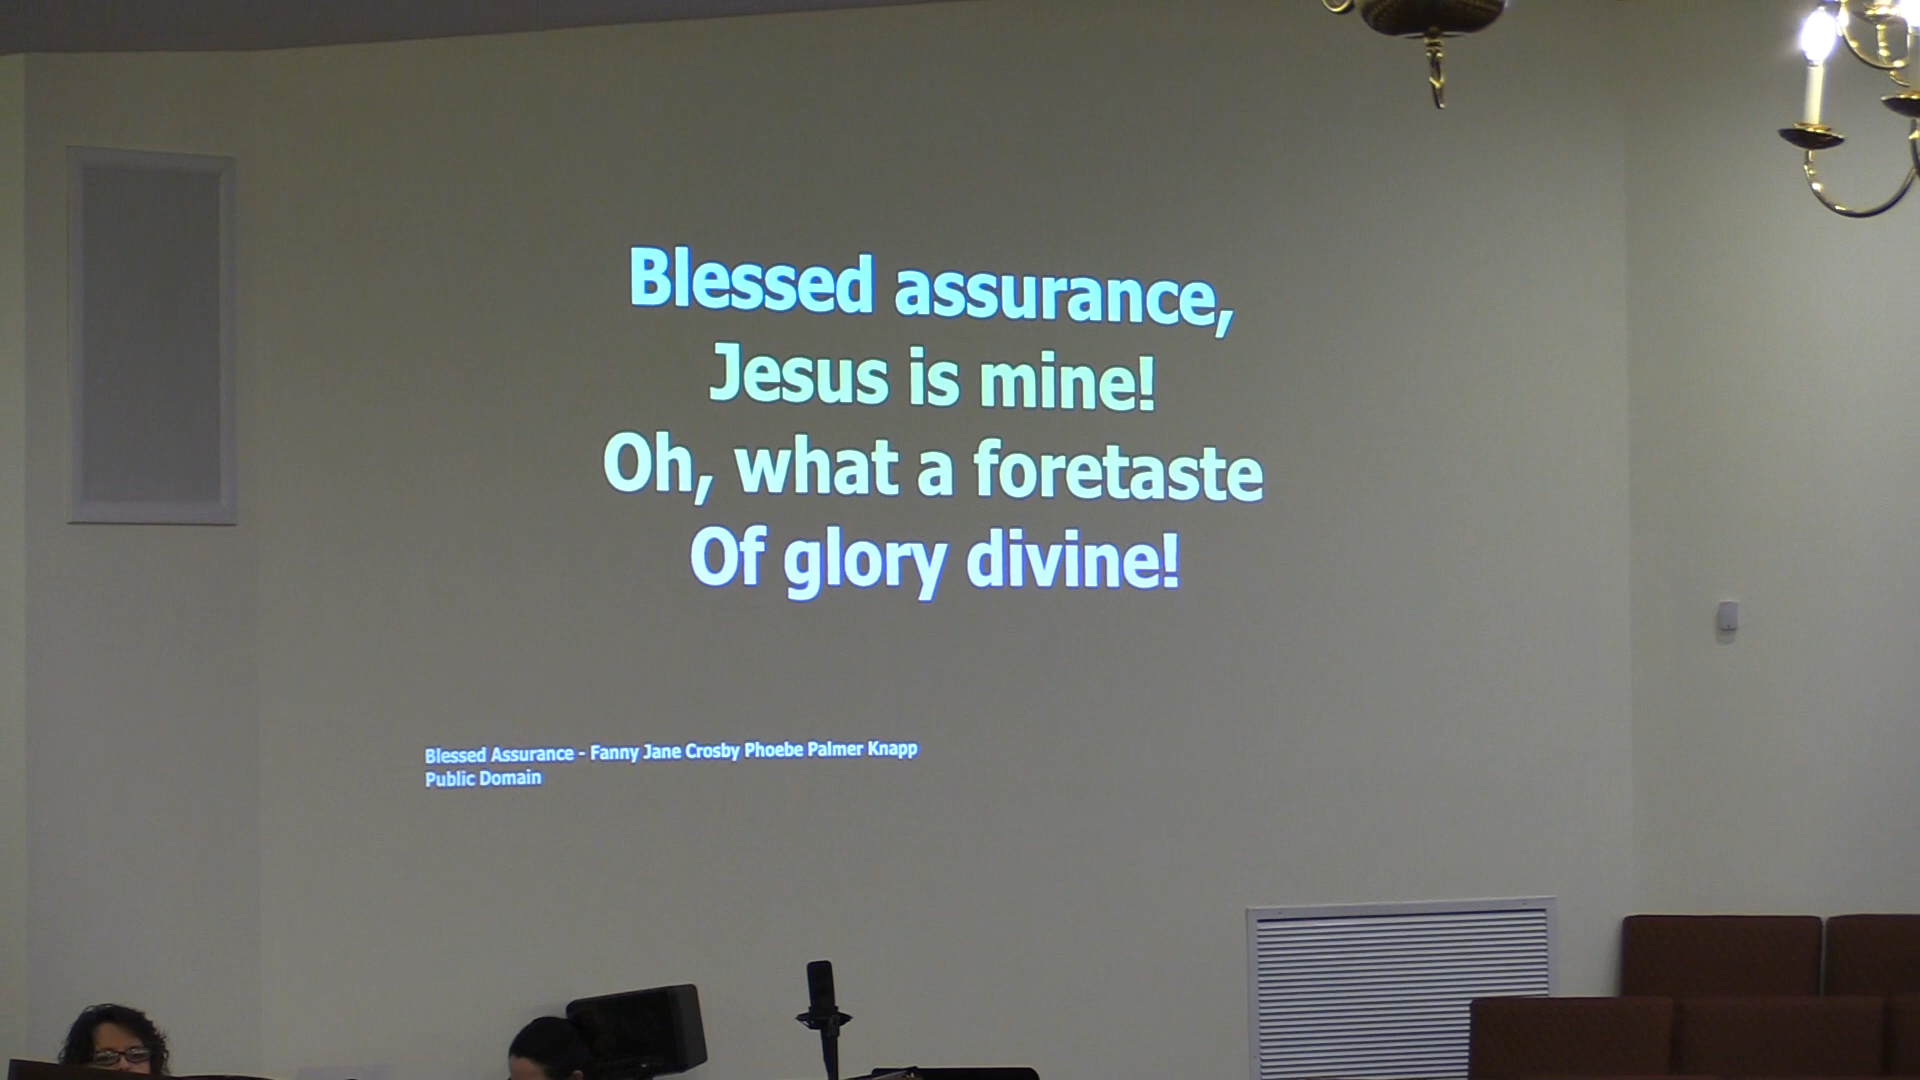 Blessed assurance,
Jesus is mine!
Oh, what a foretaste
Of glory divine!
Blessed Assurance - Fanny Jane Crosby Phoebe Palmer Knapp
Public Domain